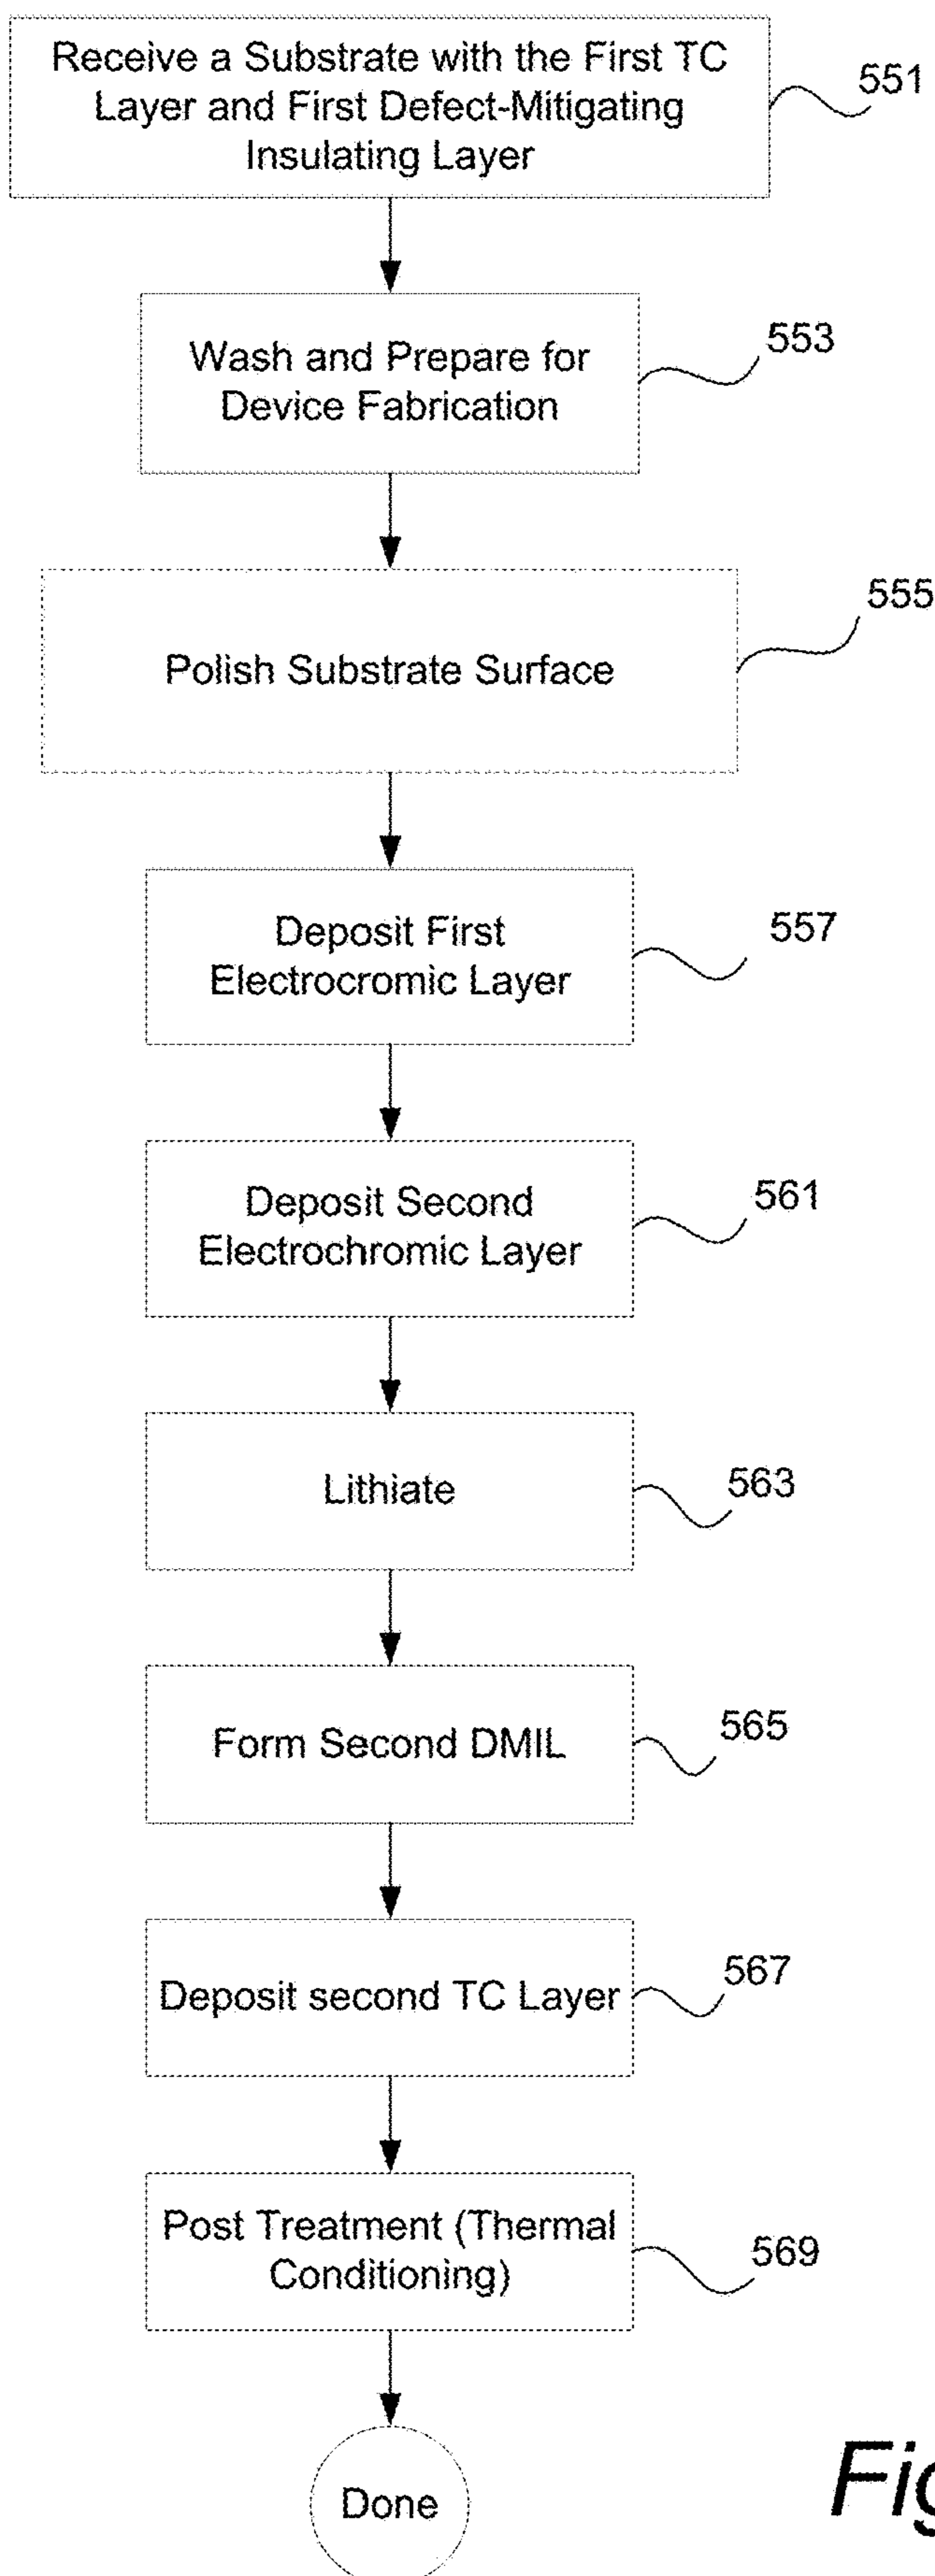 Receive a Substrate with the First TC
Layer and First Defect-Mitigating
Insulating Layer
551
Wash and Prepare for
Device Fabrication
553
Polish Substrate Surface
555
Deposit First
Electrocromic Layer
557
Deposit Second
Electrochromic Layer
561
Lithiate
563
Form Second DMIL
565
Deposit second TC Layer
567
Post Treatment (Thermal
Conditioning)
569
Done
Fig